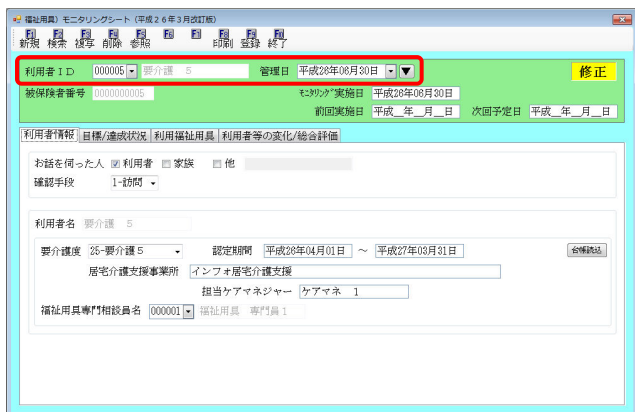 福祉用具）モニタリングシート（平成２６年３月改訂版）
F1 F2 F3 F4 F5 F6 F7 F8 F9 F10
新規 検索 複写 削除 参照 印刷 登録 終了
利用者ＩＤ 000005 要介護　５ 管理日 平成26年06月30日 修正
被保険者番号 0000000005 ﾓﾆﾀﾘﾝｸﾞ実施日 平成26年06月30日
前回実施日 平成__年__月__日 次回予定日 平成__年__月__日
利用者情報 目標/達成状況 利用福祉用具 利用者等の変化/総合評価
お話を伺った人 利用者 家族 他
確認手段 1-訪問
利用者名 要介護　５
要介護度 25-要介護５ 認定期間 平成26年04月01日 ～ 平成27年03月31日 台帳読込
居宅介護支援事業所 インフォ居宅介護支援
担当ケアマネジャー ケアマネ　１
福祉用具専門相談員名 000001 福祉用具　専門員１